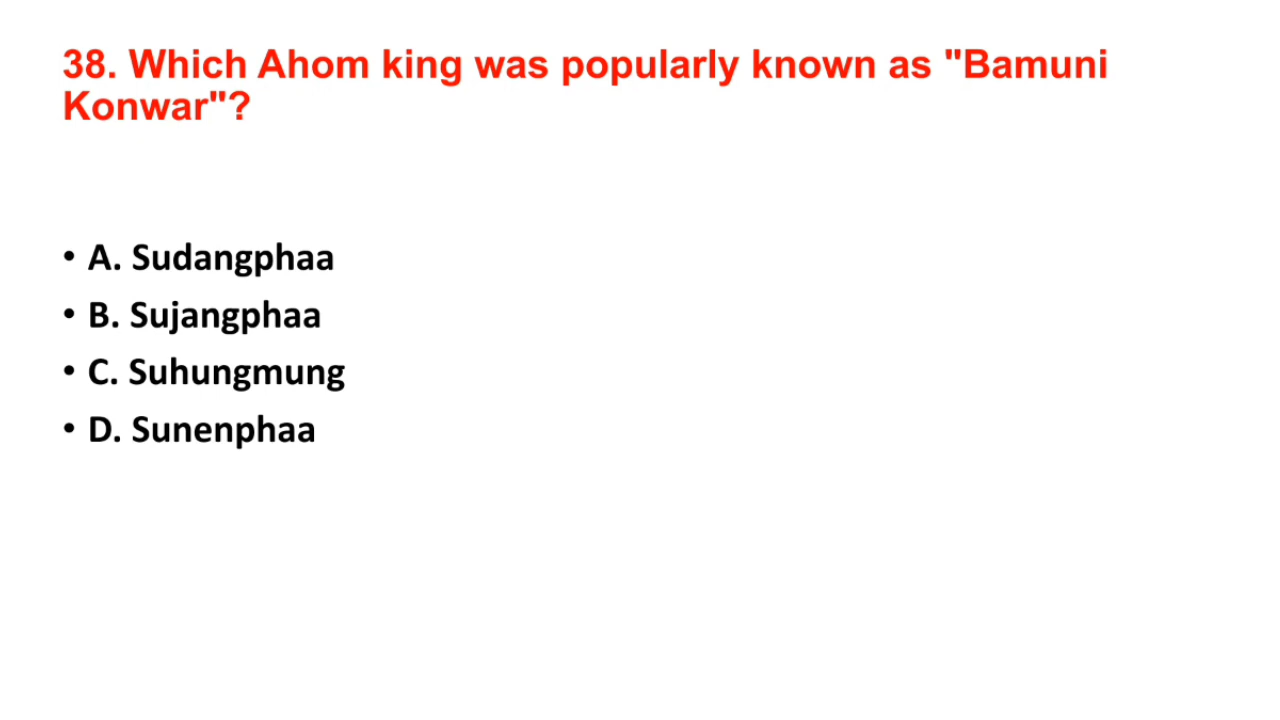 38. Which Ahom king was popularly known as "Bamuni
Konwar"?
• A. Sudangphaa
• B. Sujangphaa
• C. Suhungmung
• D. Sunenphaa